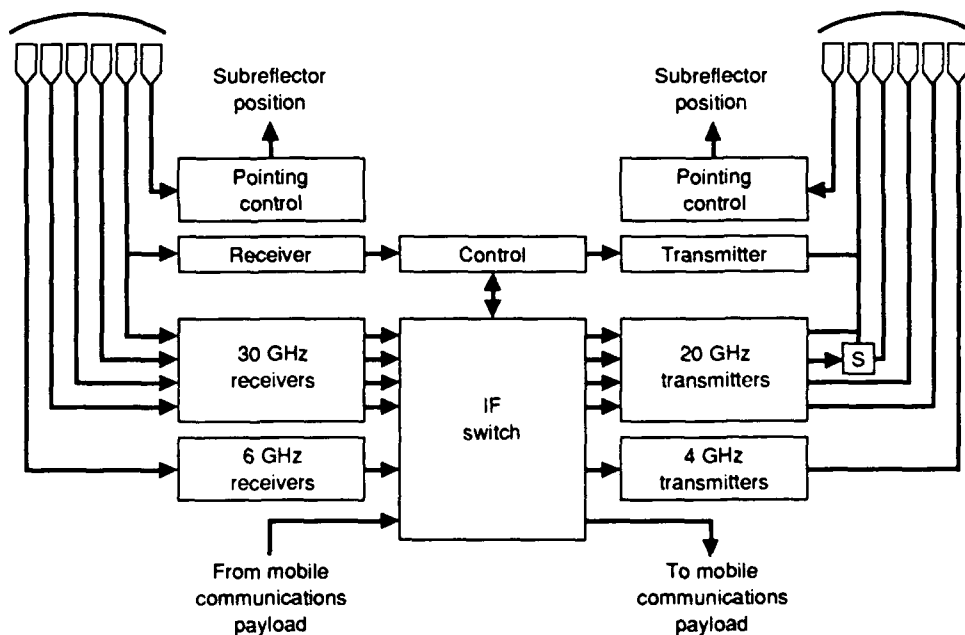 Subreflector
position
Subreflector
position
Pointing
control
Pointing
control
Receiver
Control
Transmitter
30 GHz
receivers
IF
switch
20 GHz
transmitters
S
6 GHz
receivers
4 GHz
transmitters
From mobile
communications
payload
To mobile
communications
payload